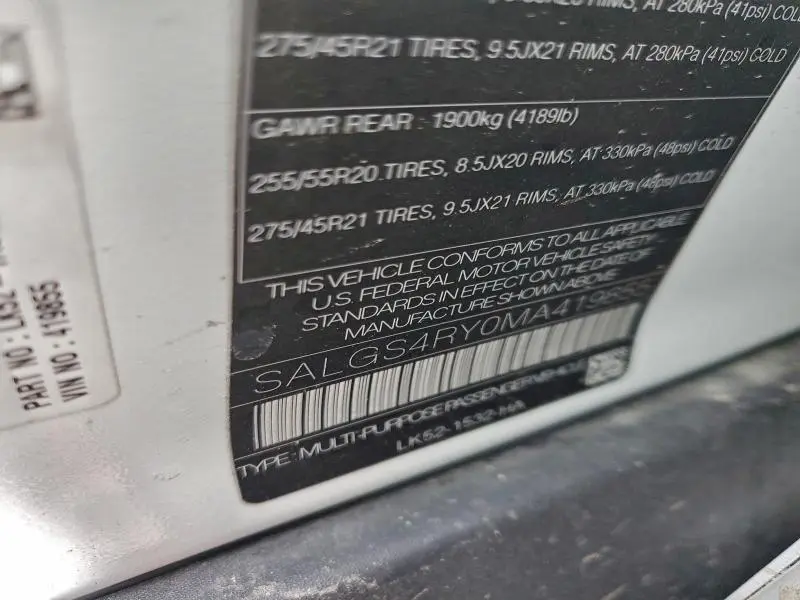 275/45R21 TIRES, 9.5JX21 RIMS, AT 280kPa (41psi) COLD
GAWR REAR : 1900kg (4189lb)
255/55R20 TIRES, 8.5JX20 RIMS, AT 330kPa (48psi) COLD
275/45R21 TIRES, 9.5JX21 RIMS, AT 330kPa (48psi) COLD
THIS VEHICLE CONFORMS TO ALL APPLICABLE
U.S. FEDERAL MOTOR VEHICLE SAFETY
STANDARDS IN EFFECT ON THE DATE OF
MANUFACTURE SHOWN ABOVE
SALGS4RY0MA419855
TYPE: MULTI-PURPOSE PASSENGER VEHICLE
LK52-1532-HA
PART NO : LK52
VIN NO : 419855